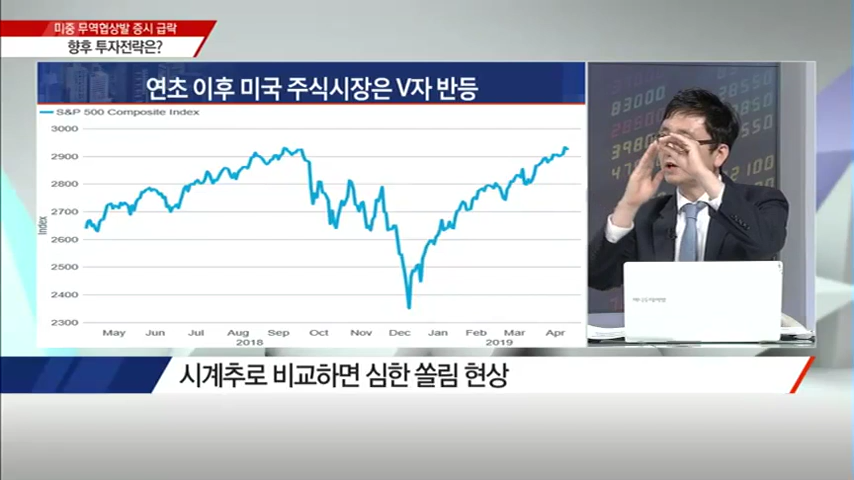 미중 무역협상발 증시 급락
향후 투자전략은?
연초 이후 미국 주식시장은 V자 반등
S&P 500 Composite Index
3000
2900
2800
2700
2600
2500
2400
2300
Index
May Jun Jul Aug Sep Oct Nov Dec Jan Feb Mar Apr
2018 2019
83000
시계추로 비교하면 심한 쏠림 현상